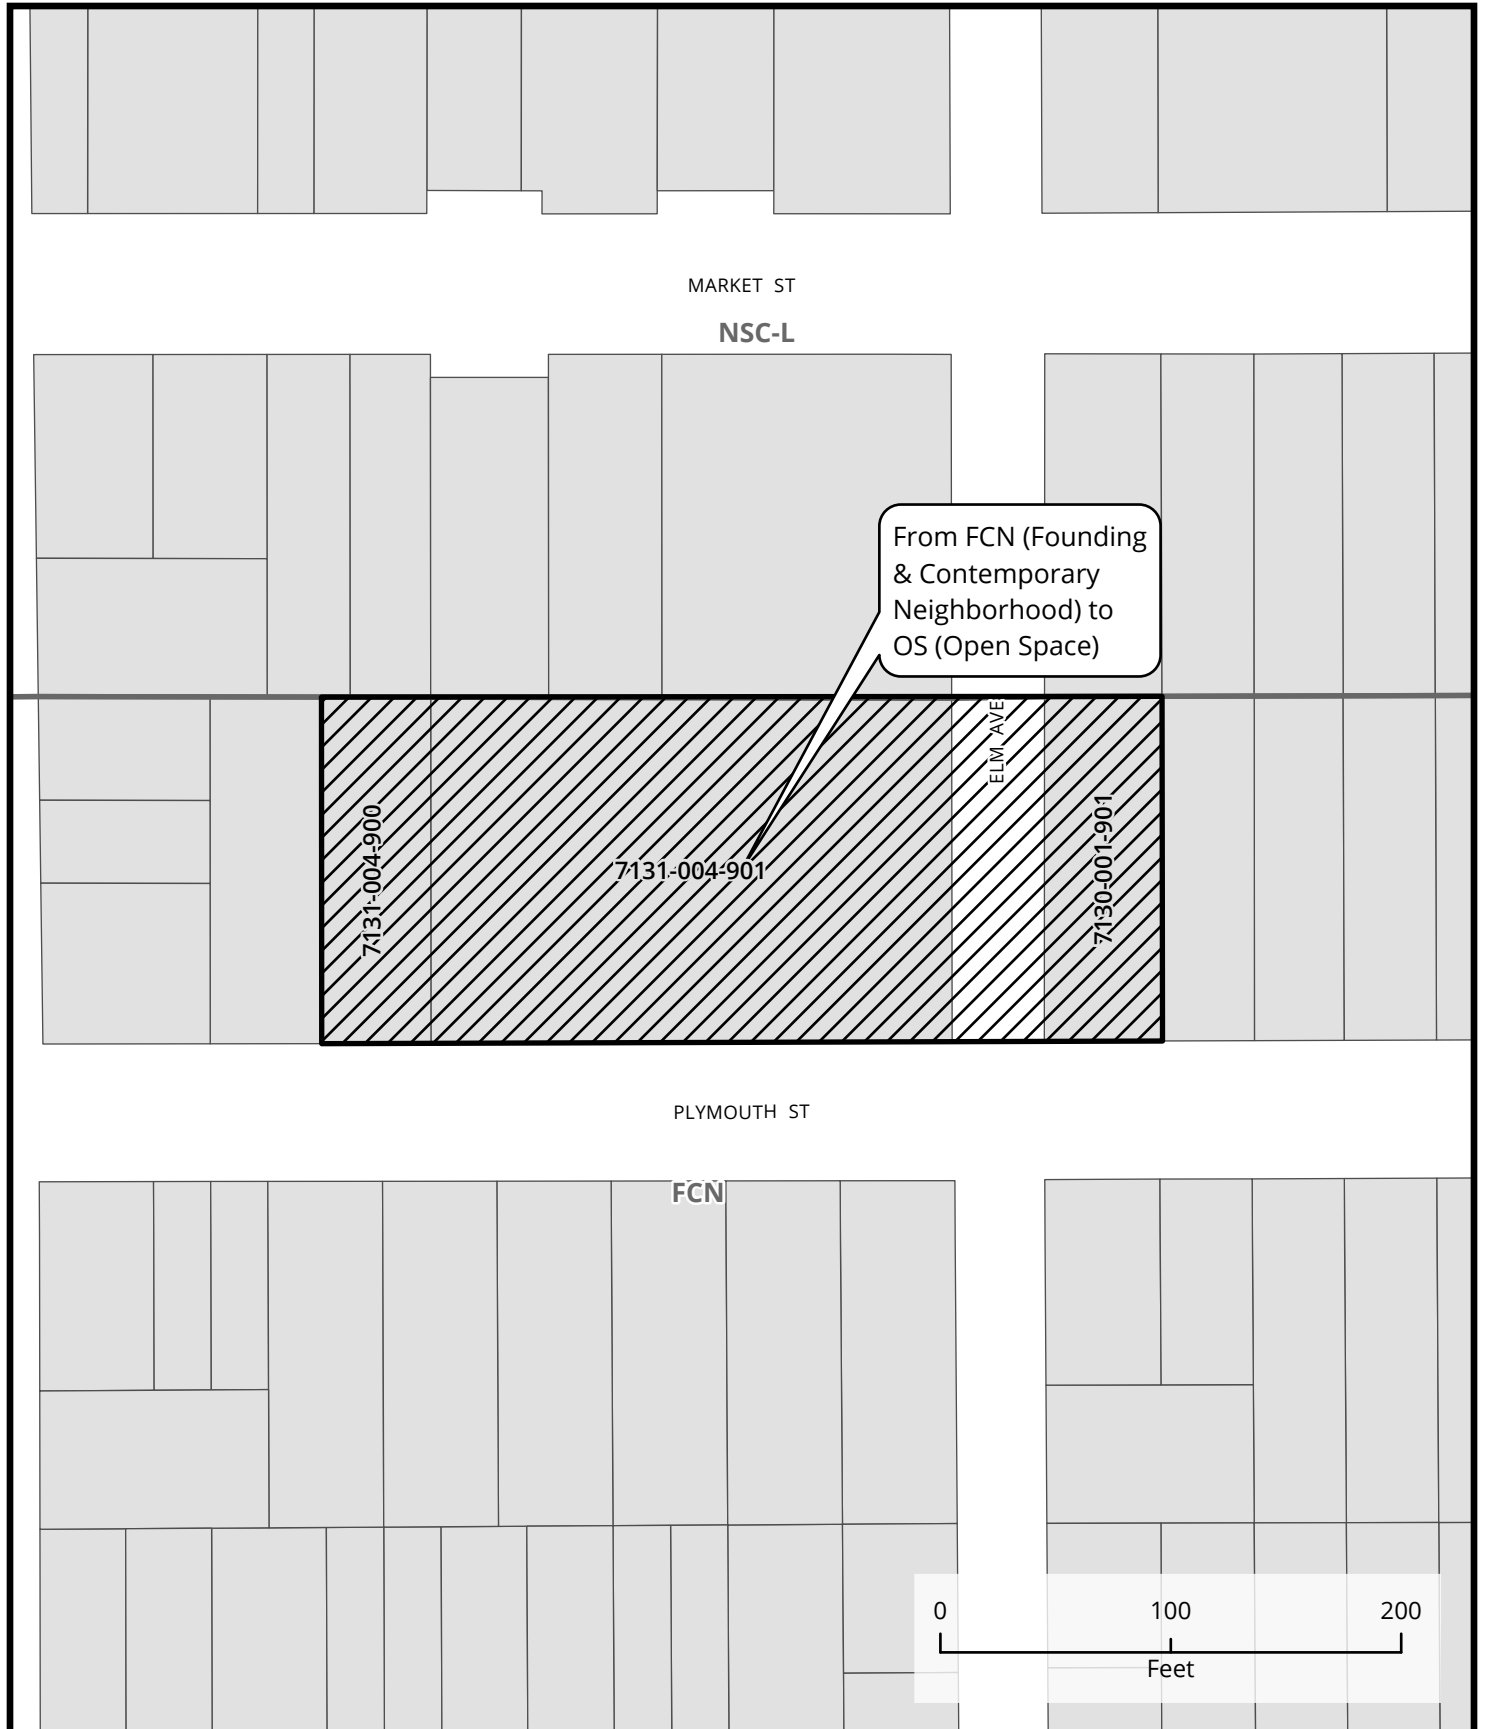 MARKET ST
NSC-L
From FCN (Founding
& Contemporary
Neighborhood) to
OS (Open Space)
ELM AVE
7131-004-900
7131-004-901
7130-001-901
PLYMOUTH ST
FCN
0 100 200
Feet